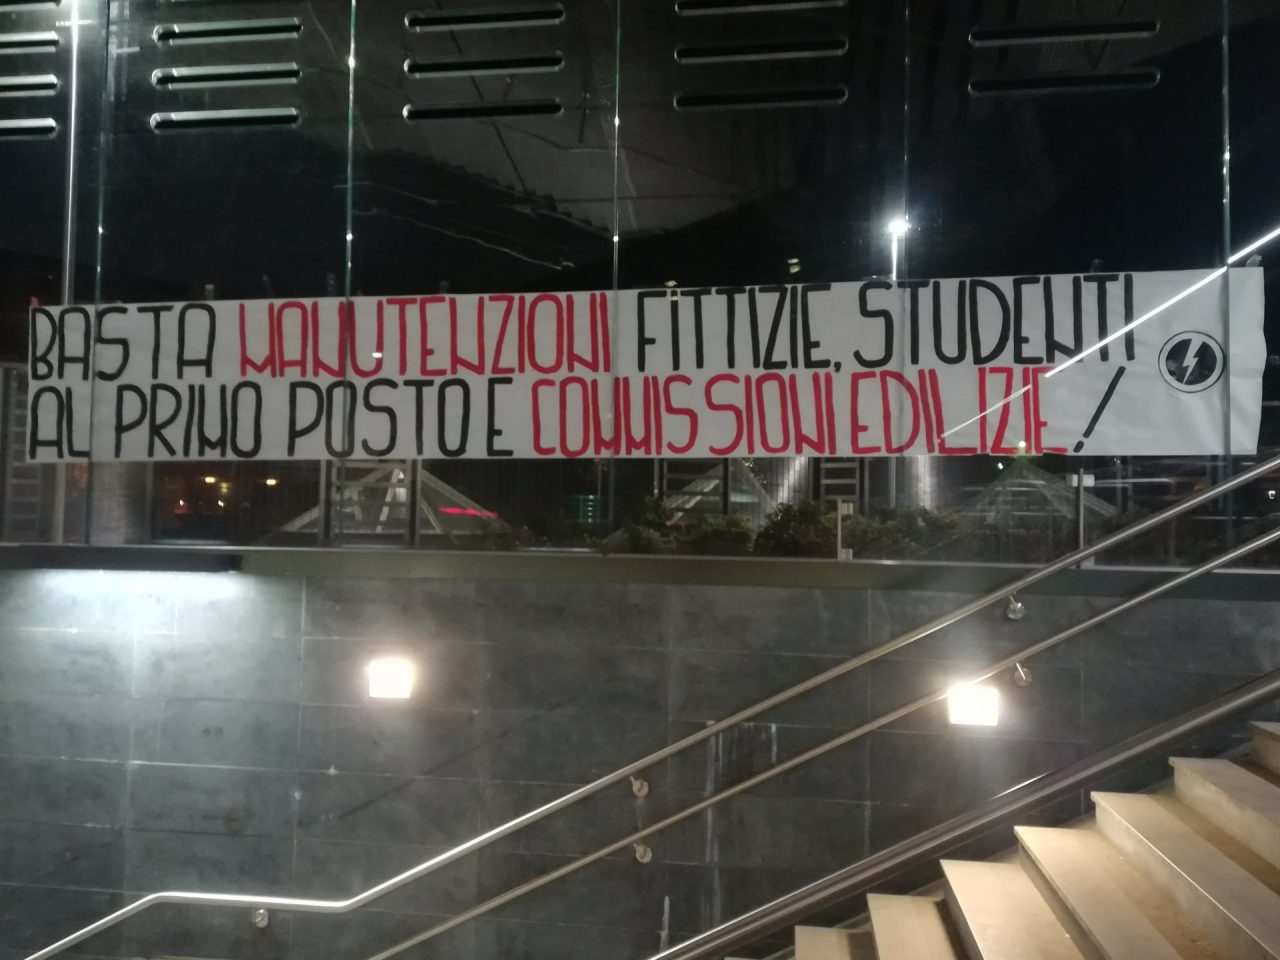 BASTA MANUTENZIONI FITTIZIE, STUDENTI
AL PRIMO POSTO E COMMISSIONI EDILIZIE!